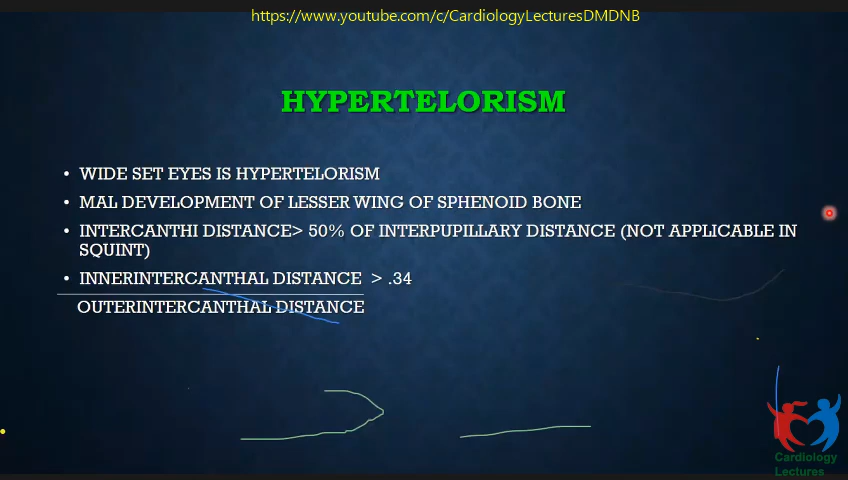 https://www.youtube.com/c/CardiologyLecturesDMDNB
HYPERTELORISM
• WIDE SET EYES IS HYPERTELORISM
• MAL DEVELOPMENT OF LESSER WING OF SPHENOID BONE
• INTERCANTHI DISTANCE> 50% OF INTERPUPILLARY DISTANCE (NOT APPLICABLE IN
SQUINT)
• INNERINTERCANTHAL DISTANCE > .34
OUTERINTERCANTHAL DISTANCE
Cardiology
Lectures